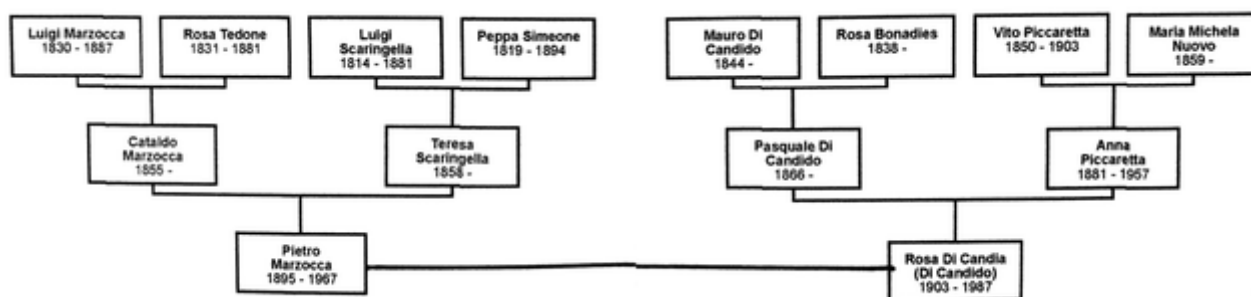 Luigi Marzocca
1830 - 1887
Rosa Tedone
1831 - 1881
Luigi
Scaringella
1814 - 1881
Peppa Simeone
1819 - 1894
Mauro Di
Candido
1844 -
Rosa Bonadies
1838 -
Vito Piccaretta
1850 - 1903
Maria Michela
Nuovo
1859 -
Cataldo
Marzocca
1855 -
Teresa
Scaringella
1858 -
Pasquale Di
Candido
1866 -
Anna
Piccaretta
1881 - 1957
Pietro
Marzocca
1895 - 1967
Rosa Di Candia
(Di Candido)
1903 - 1987